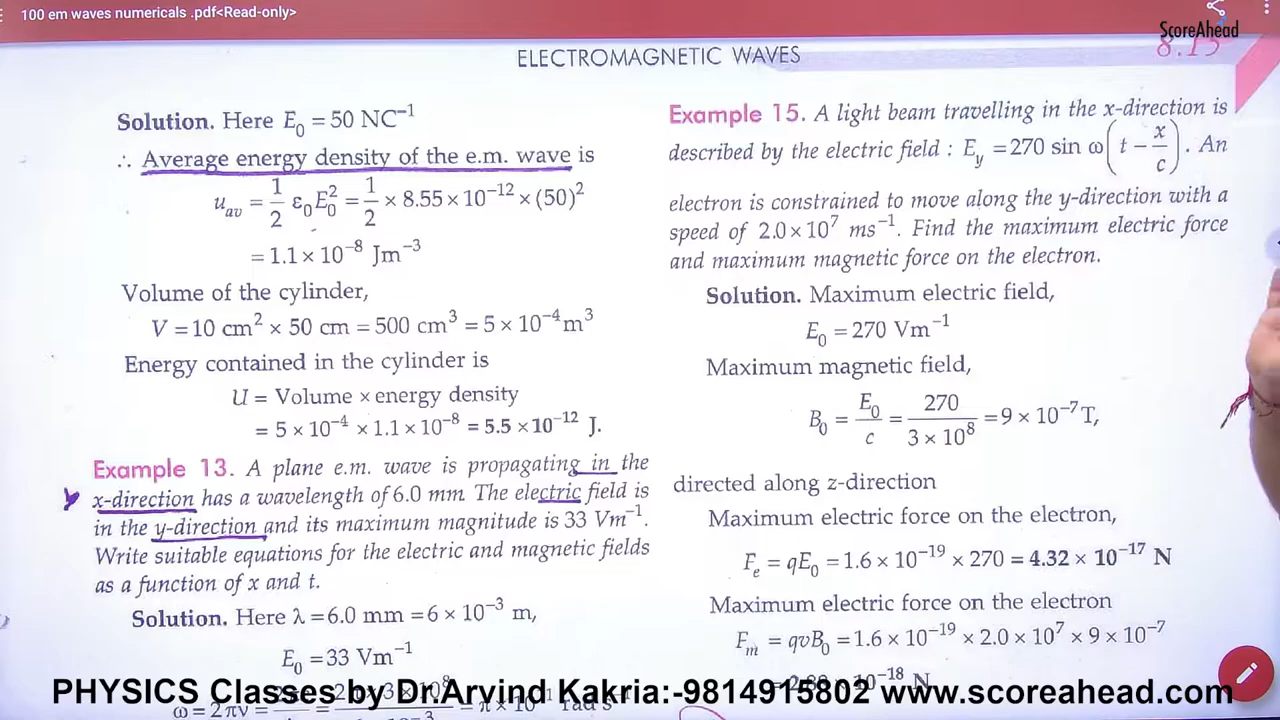 100 em waves numericals .pdf<Read-only>
ScoreAhead
8.15
ELECTROMAGNETIC WAVES
Solution. Here E₀ = 50 NC⁻¹
∴ Average energy density of the e.m. wave is
u_av = 1/2 ε₀E₀² = 1/2 × 8.55 × 10⁻¹² × (50)²
= 1.1 × 10⁻⁸ Jm⁻³
Volume of the cylinder,
V = 10 cm² × 50 cm = 500 cm³ = 5 × 10⁻⁴ m³
Energy contained in the cylinder is
U = Volume × energy density
= 5 × 10⁻⁴ × 1.1 × 10⁻⁸ = 5.5 × 10⁻¹² J.
Example 13. A plane e.m. wave is propagating in the
x-direction has a wavelength of 6.0 mm. The electric field is
in the y-direction and its maximum magnitude is 33 Vm⁻¹.
Write suitable equations for the electric and magnetic fields
as a function of x and t.
Solution. Here λ = 6.0 mm = 6 × 10⁻³ m,
E₀ = 33 Vm⁻¹
ω = 2πν =
Example 15. A light beam travelling in the x-direction is
described by the electric field : E_y = 270 sin ω(t − x/c). An
electron is constrained to move along the y-direction with a
speed of 2.0 × 10⁷ ms⁻¹. Find the maximum electric force
and maximum magnetic force on the electron.
Solution. Maximum electric field,
E₀ = 270 Vm⁻¹
Maximum magnetic field,
B₀ = E₀/c = 270/(3 × 10⁸) = 9 × 10⁻⁷ T,
directed along z-direction
Maximum electric force on the electron,
F_e = qE₀ = 1.6 × 10⁻¹⁹ × 270 = 4.32 × 10⁻¹⁷ N
Maximum electric force on the electron
F_m = qvB₀ = 1.6 × 10⁻¹⁹ × 2.0 × 10⁷ × 9 × 10⁻⁷
10⁻¹⁸ N
PHYSICS Classes by Dr.Arvind Kakria:-9814915802 www.scoreahead.com